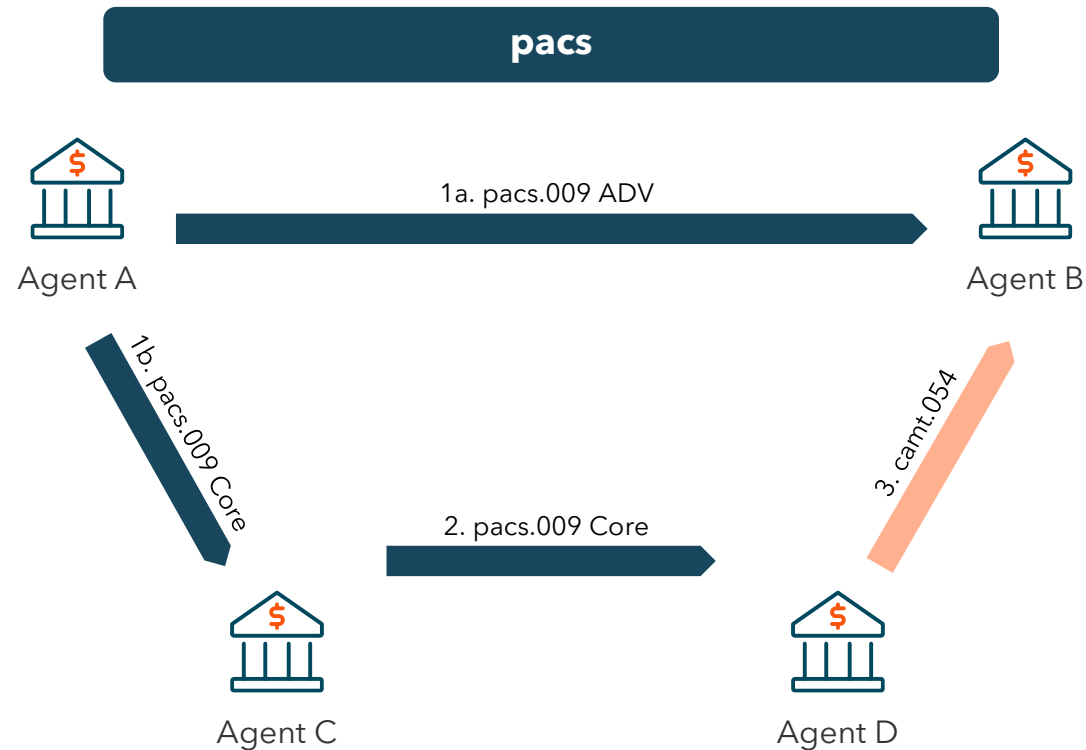 pacs
$
$
1a. pacs.009 ADV
Agent A
Agent B
1b. pacs.009 Core
3. camt.054
2. pacs.009 Core
$
$
Agent C
Agent D